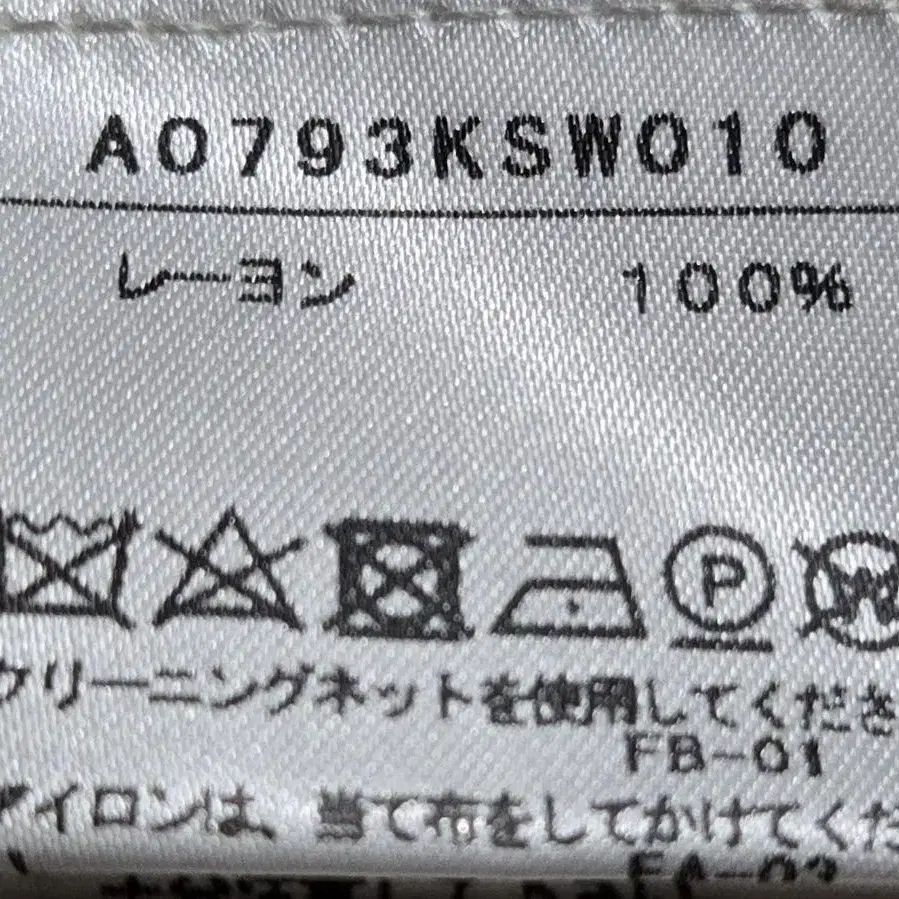 A0793KSW010
レーヨン 100%
P
W
クリーニングネットを使用してくださ
FB-01
アイロンは、当て布をしてかけてくだ
FA-03